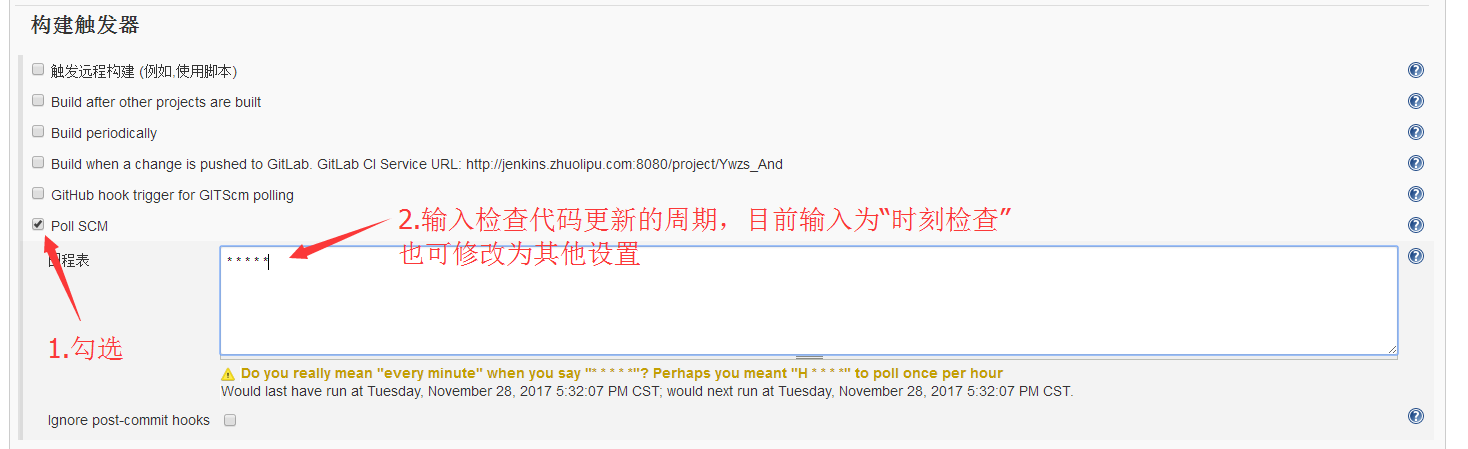 构建触发器
触发远程构建 (例如,使用脚本)
Build after other projects are built
Build periodically
Build when a change is pushed to GitLab. GitLab CI Service URL: http://jenkins.zhuolipu.com:8080/project/Ywzs_And
GitHub hook trigger for GITScm polling
Poll SCM
2.输入检查代码更新的周期，目前输入为“时刻检查”
也可修改为其他设置
程表
* * * * *
1.勾选
Do you really mean "every minute" when you say "* * * * *"? Perhaps you meant "H * * * *" to poll once per hour
Would last have run at Tuesday, November 28, 2017 5:32:07 PM CST; would next run at Tuesday, November 28, 2017 5:32:07 PM CST.
Ignore post-commit hooks